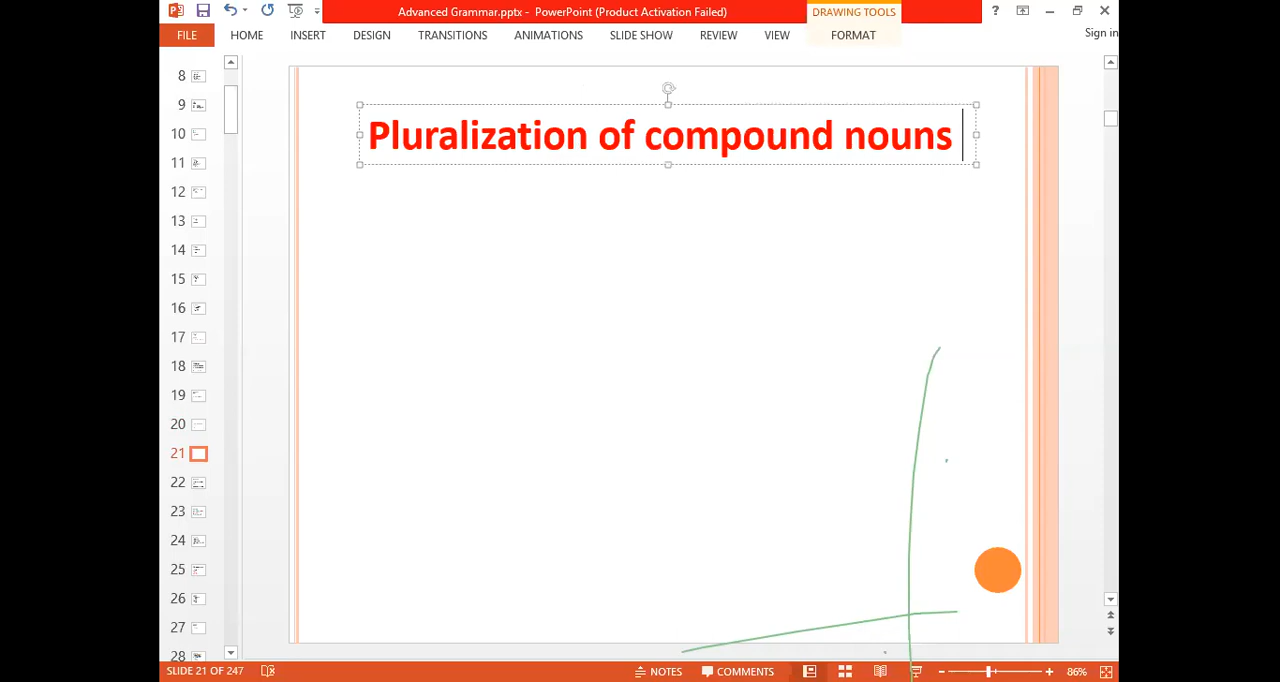 Advanced Grammar.pptx - PowerPoint (Product Activation Failed)
DRAWING TOOLS
?
Sign in
FILE HOME INSERT DESIGN TRANSITIONS ANIMATIONS SLIDE SHOW REVIEW VIEW FORMAT
Pluralization of compound nouns
8
9
10
11
12
13
14
15
16
17
18
19
20
21
22
23
24
25
26
27
28
SLIDE 21 OF 247
NOTES
COMMENTS
86%